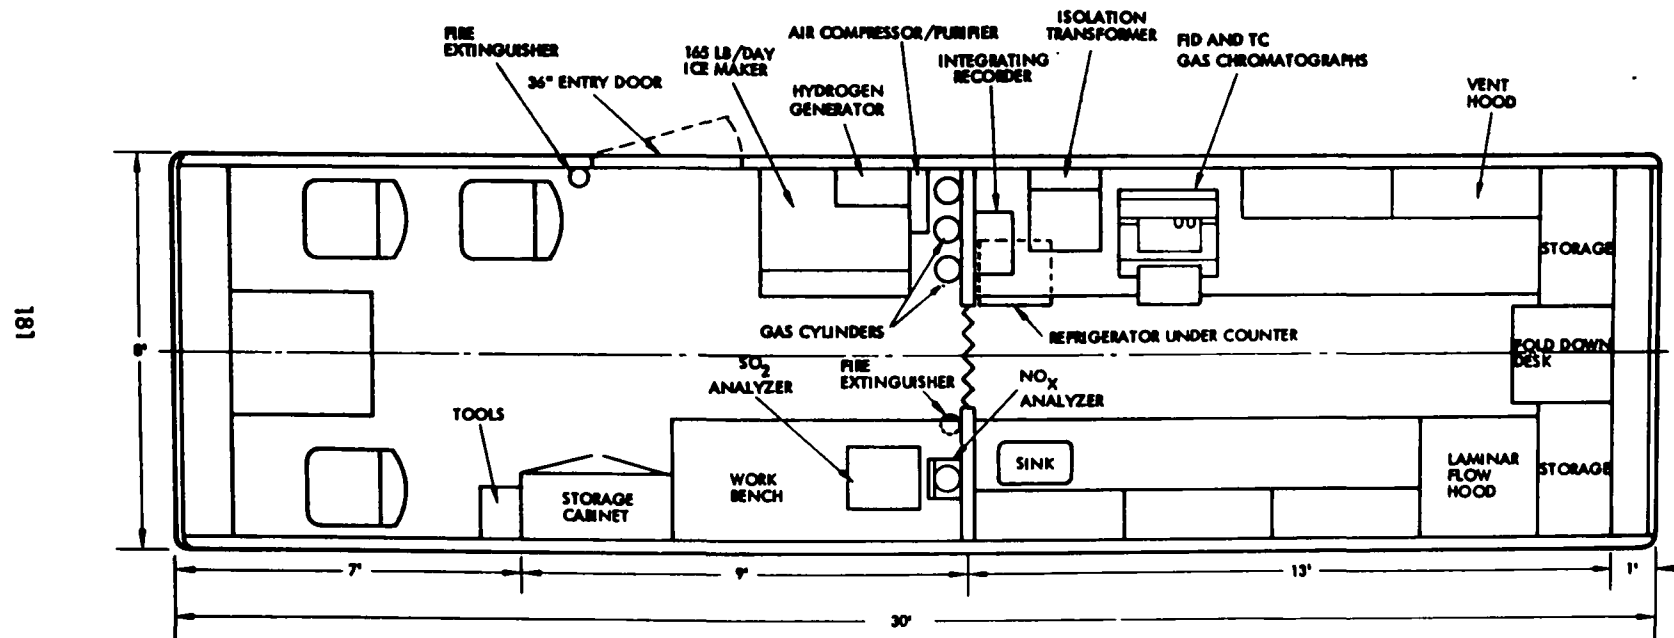 FIRE
EXTINGUISHER
36" ENTRY DOOR
165 LB/DAY
ICE MAKER
HYDROGEN
GENERATOR
AIR COMPRESSOR/PURIFIER
INTEGRATING
RECORDER
ISOLATION
TRANSFORMER
FID AND TC
GAS CHROMATOGRAPHS
VENT
HOOD
STORAGE
GAS CYLINDERS
REFRIGERATOR UNDER COUNTER
181
8'
FOLD DOWN
DESK
SO2
ANALYZER
FIRE
EXTINGUISHER
NOX
ANALYZER
TOOLS
STORAGE
CABINET
WORK
BENCH
SINK
LAMINAR
FLOW
HOOD
STORAGE
7'
9'
13'
1'
30'